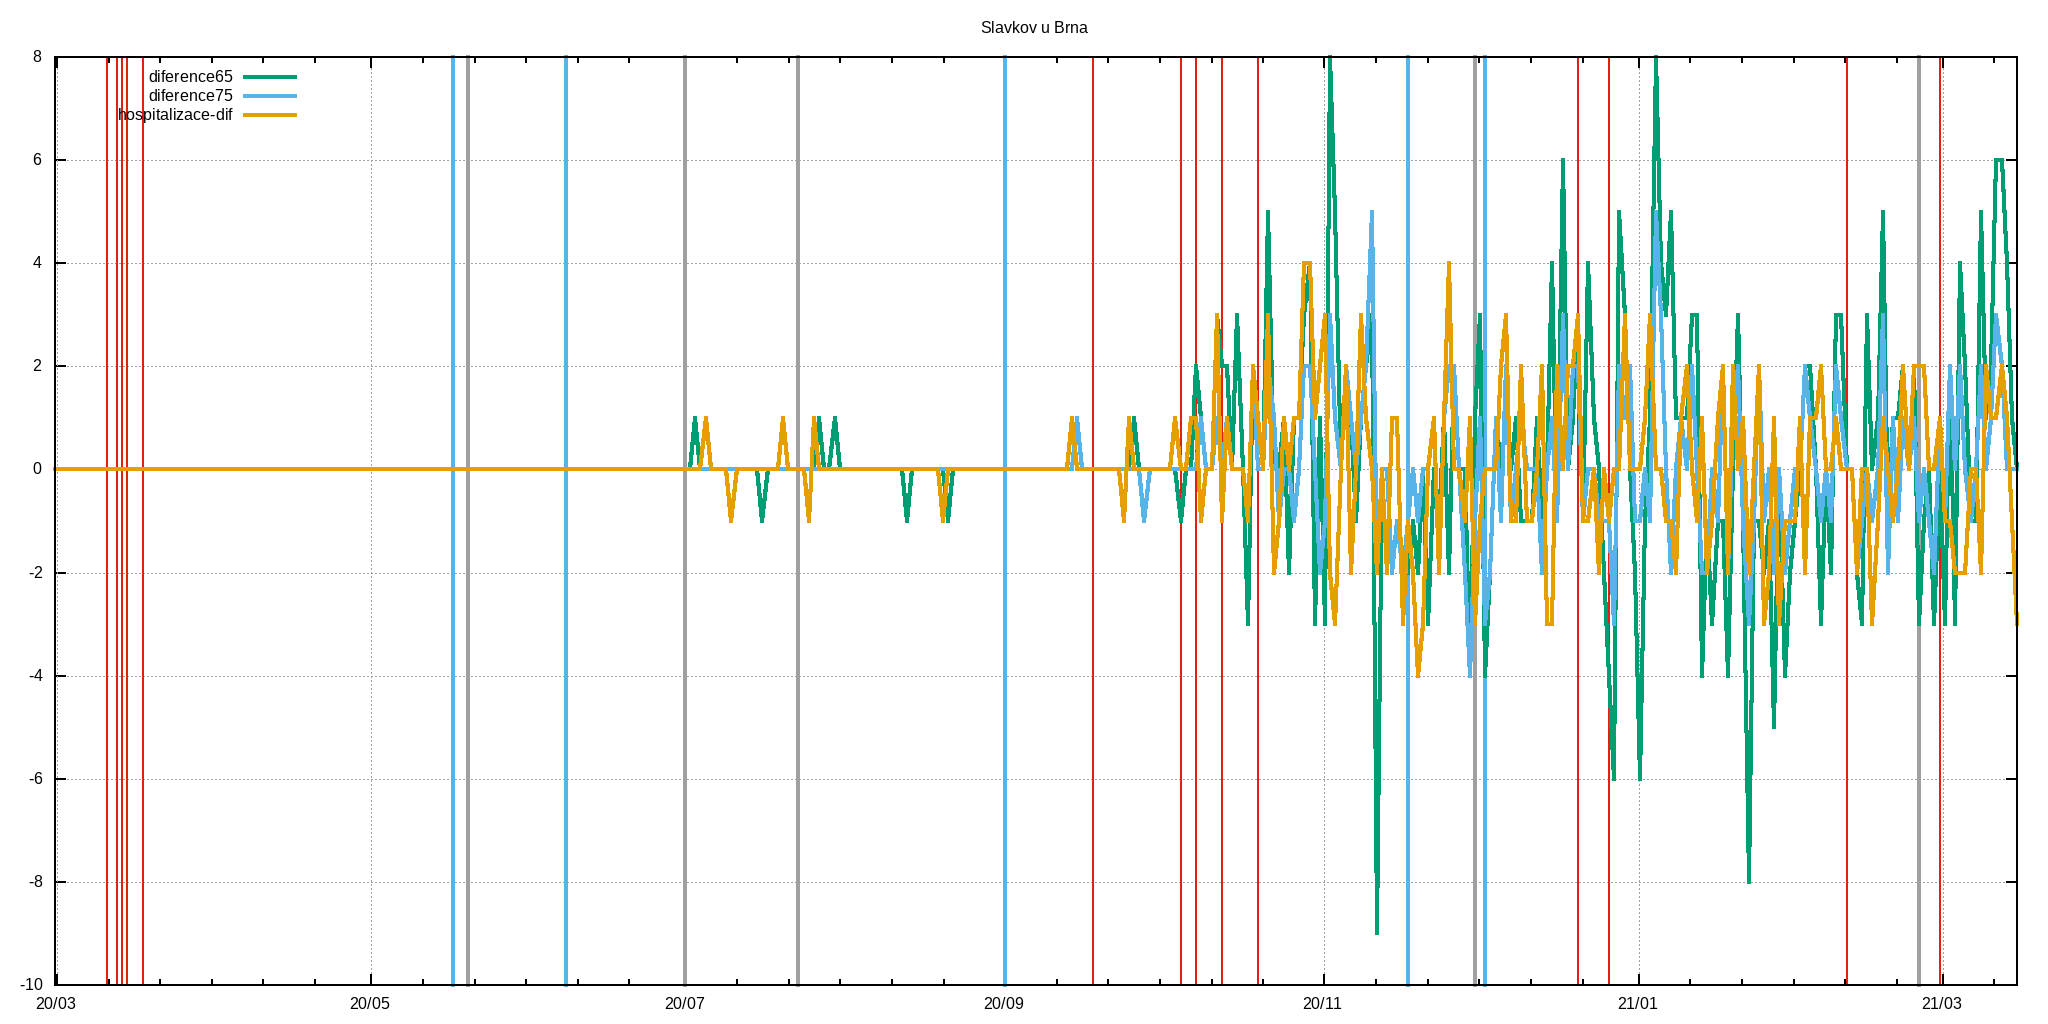 Slavkov u Brna
8
diference65
diference75
hospitalizace-dif
6
4
2
0
-2
-4
-6
-8
-10
20/03 20/05 20/07 20/09 20/11 21/01 21/03